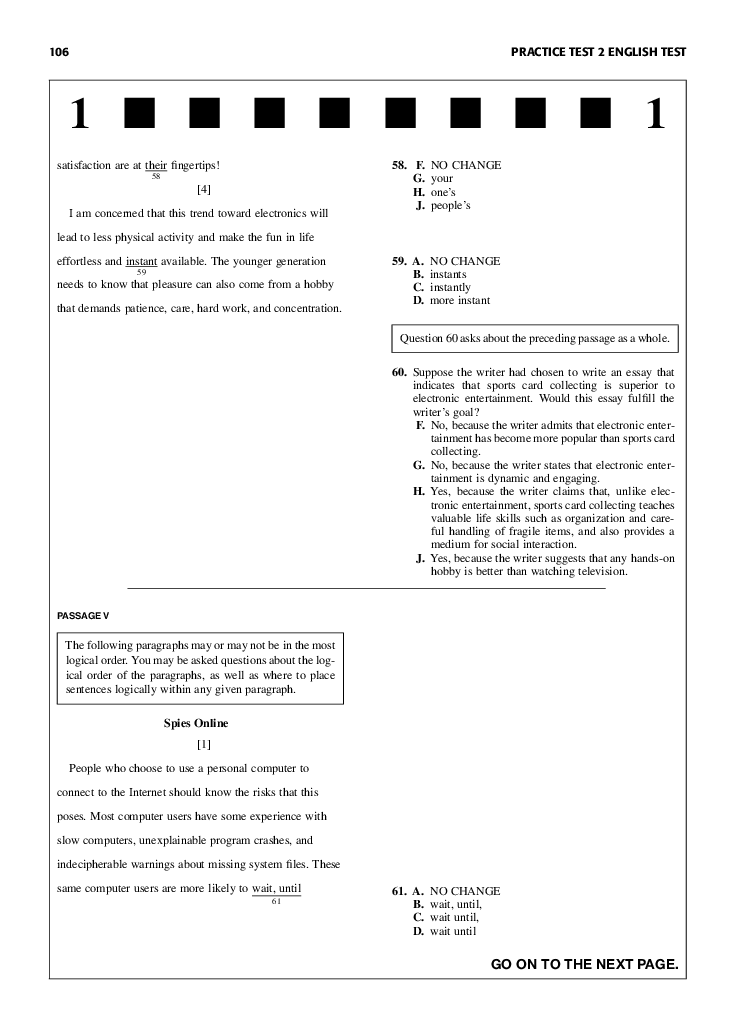 106
PRACTICE TEST 2 ENGLISH TEST
1
1
satisfaction are at their fingertips!
58
[4]
I am concerned that this trend toward electronics will
lead to less physical activity and make the fun in life
effortless and instant available. The younger generation
59
needs to know that pleasure can also come from a hobby
that demands patience, care, hard work, and concentration.
58. F. NO CHANGE
G. your
H. one's
J. people's
59. A. NO CHANGE
B. instants
C. instantly
D. more instant
Question 60 asks about the preceding passage as a whole.
60. Suppose the writer had chosen to write an essay that
indicates that sports card collecting is superior to
electronic entertainment. Would this essay fulfill the
writer's goal?
F. No, because the writer admits that electronic enter-
tainment has become more popular than sports card
collecting.
G. No, because the writer states that electronic enter-
tainment is dynamic and engaging.
H. Yes, because the writer claims that, unlike elec-
tronic entertainment, sports card collecting teaches
valuable life skills such as organization and care-
ful handling of fragile items, and also provides a
medium for social interaction.
J. Yes, because the writer suggests that any hands-on
hobby is better than watching television.
PASSAGE V
The following paragraphs may or may not be in the most
logical order. You may be asked questions about the log-
ical order of the paragraphs, as well as where to place
sentences logically within any given paragraph.
Spies Online
[1]
People who choose to use a personal computer to
connect to the Internet should know the risks that this
poses. Most computer users have some experience with
slow computers, unexplainable program crashes, and
indecipherable warnings about missing system files. These
same computer users are more likely to wait, until
61
61. A. NO CHANGE
B. wait, until,
C. wait until,
D. wait until
GO ON TO THE NEXT PAGE.